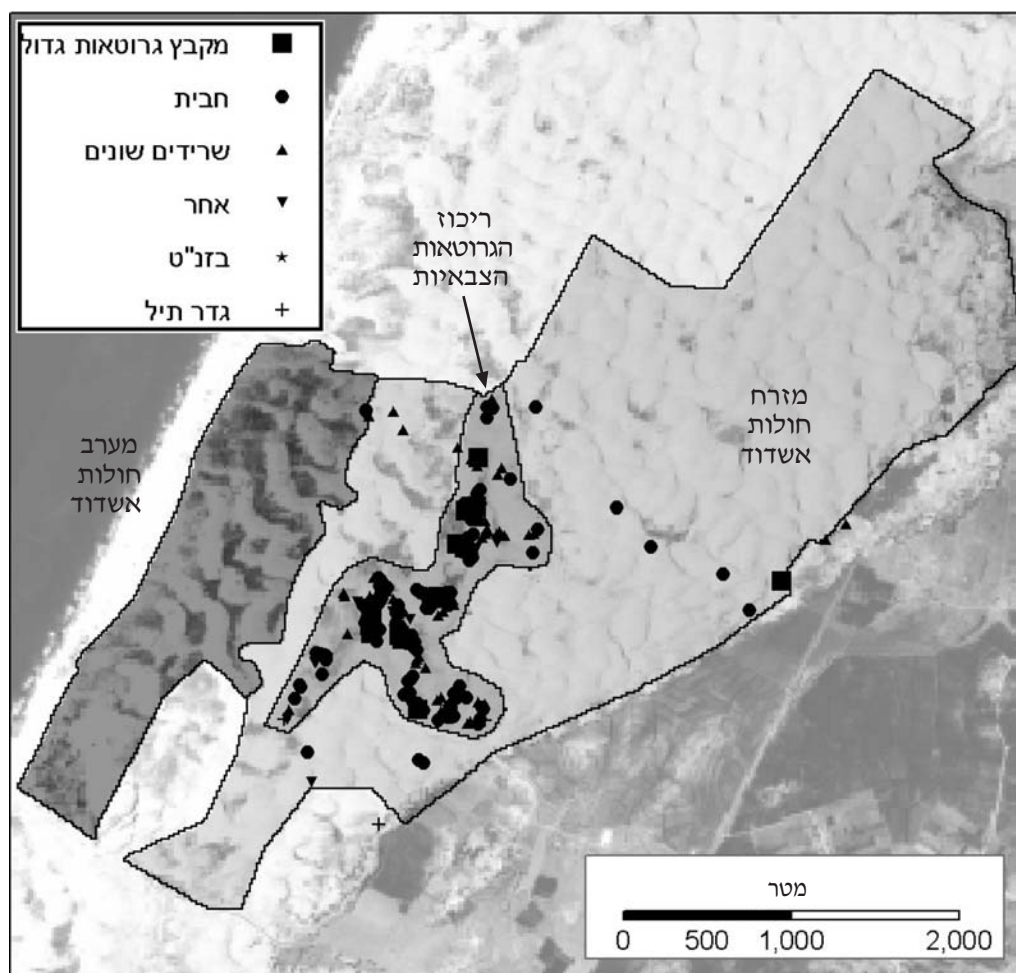 מקבץ גרוטאות גדול
חבית
שרידים שונים
אחר
בזנ"ט
גדר תיל
ריכוז
הגרוטאות
הצבאיות
מזרח
חולות
אשדוד
מערב
חולות
אשדוד
מטר
0 500 1,000 2,000